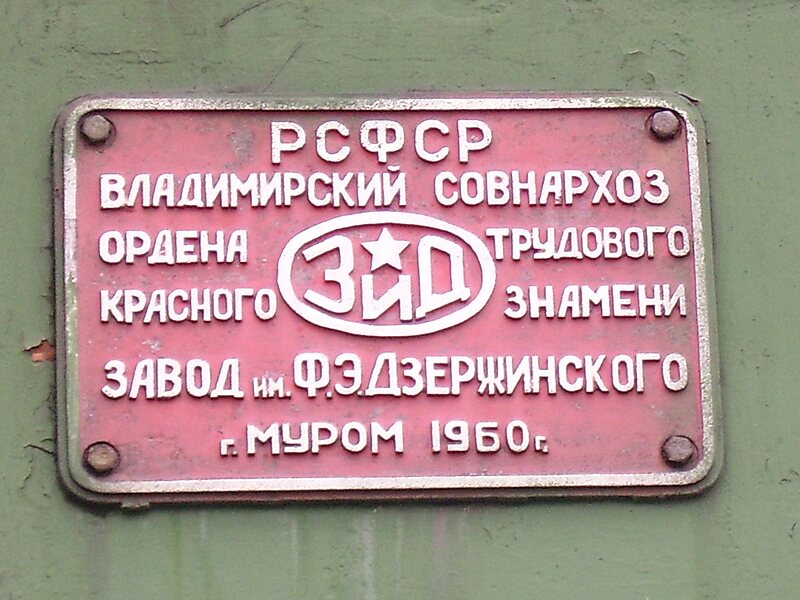 РСФСР
ВЛАДИМИРСКИЙ СОВНАРХОЗ
ОРДЕНА ЗиД ТРУДОВОГО
КРАСНОГО ЗНАМЕНИ
ЗАВОД им. Ф.Э.ДЗЕРЖИНСКОГО
г. МУРОМ 1960г.